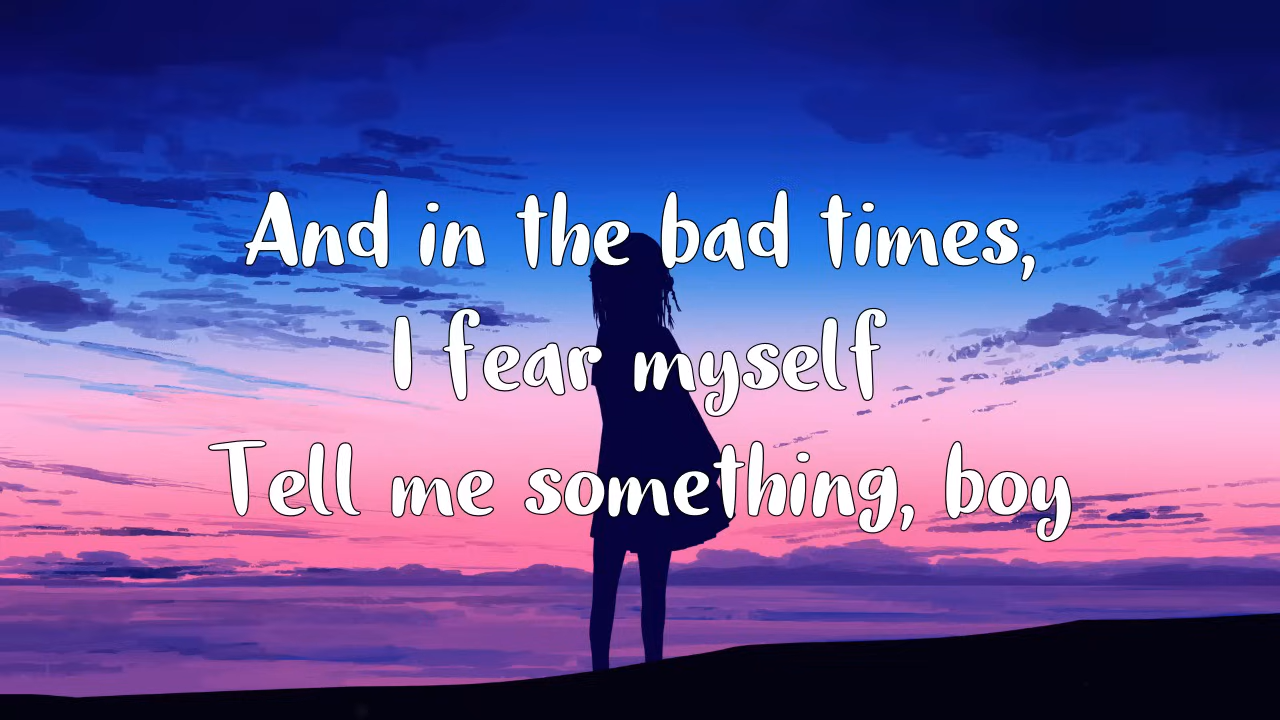 And in the bad times,
I fear myself
Tell me something, boy